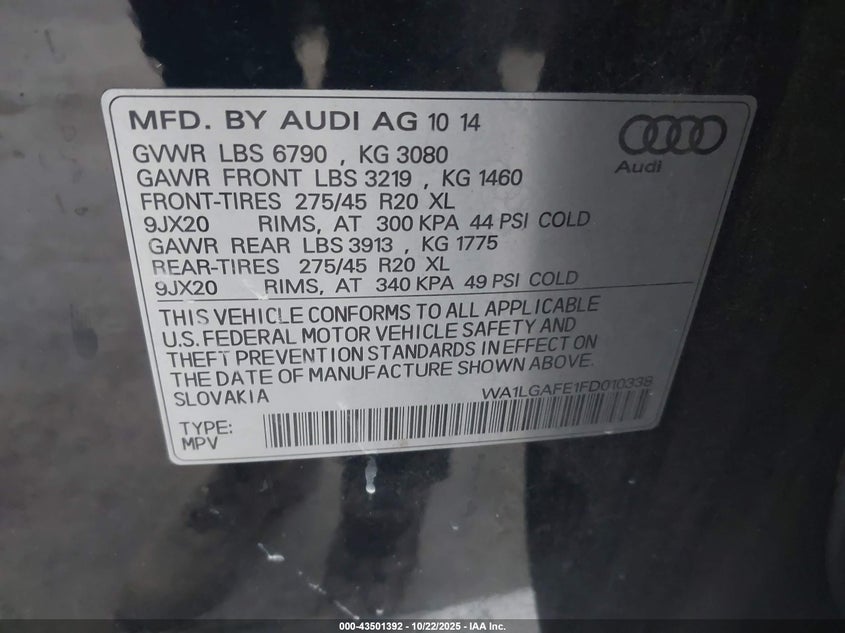 MFD. BY AUDI AG 10 14
Audi
GVWR LBS 6790 , KG 3080
GAWR FRONT LBS 3219 , KG 1460
FRONT-TIRES 275/45 R20 XL
9JX20 RIMS, AT 300 KPA 44 PSI COLD
GAWR REAR LBS 3913 , KG 1775
REAR-TIRES 275/45 R20 XL
9JX20 RIMS, AT 340 KPA 49 PSI COLD
THIS VEHICLE CONFORMS TO ALL APPLICABLE
U.S. FEDERAL MOTOR VEHICLE SAFETY AND
THEFT PREVENTION STANDARDS IN EFFECT ON
THE DATE OF MANUFACTURE SHOWN ABOVE.
SLOVAKIA WA1LGAFE1FD010338
TYPE:
MPV
000-43501392 - 10/22/2025 - IAA Inc.